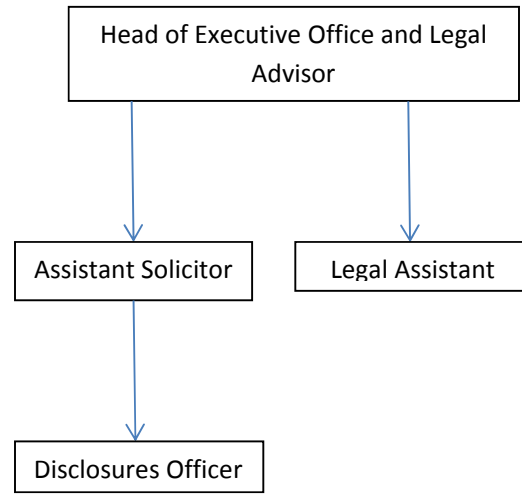 Head of Executive Office and Legal
Advisor
Assistant Solicitor
Legal Assistant
Disclosures Officer